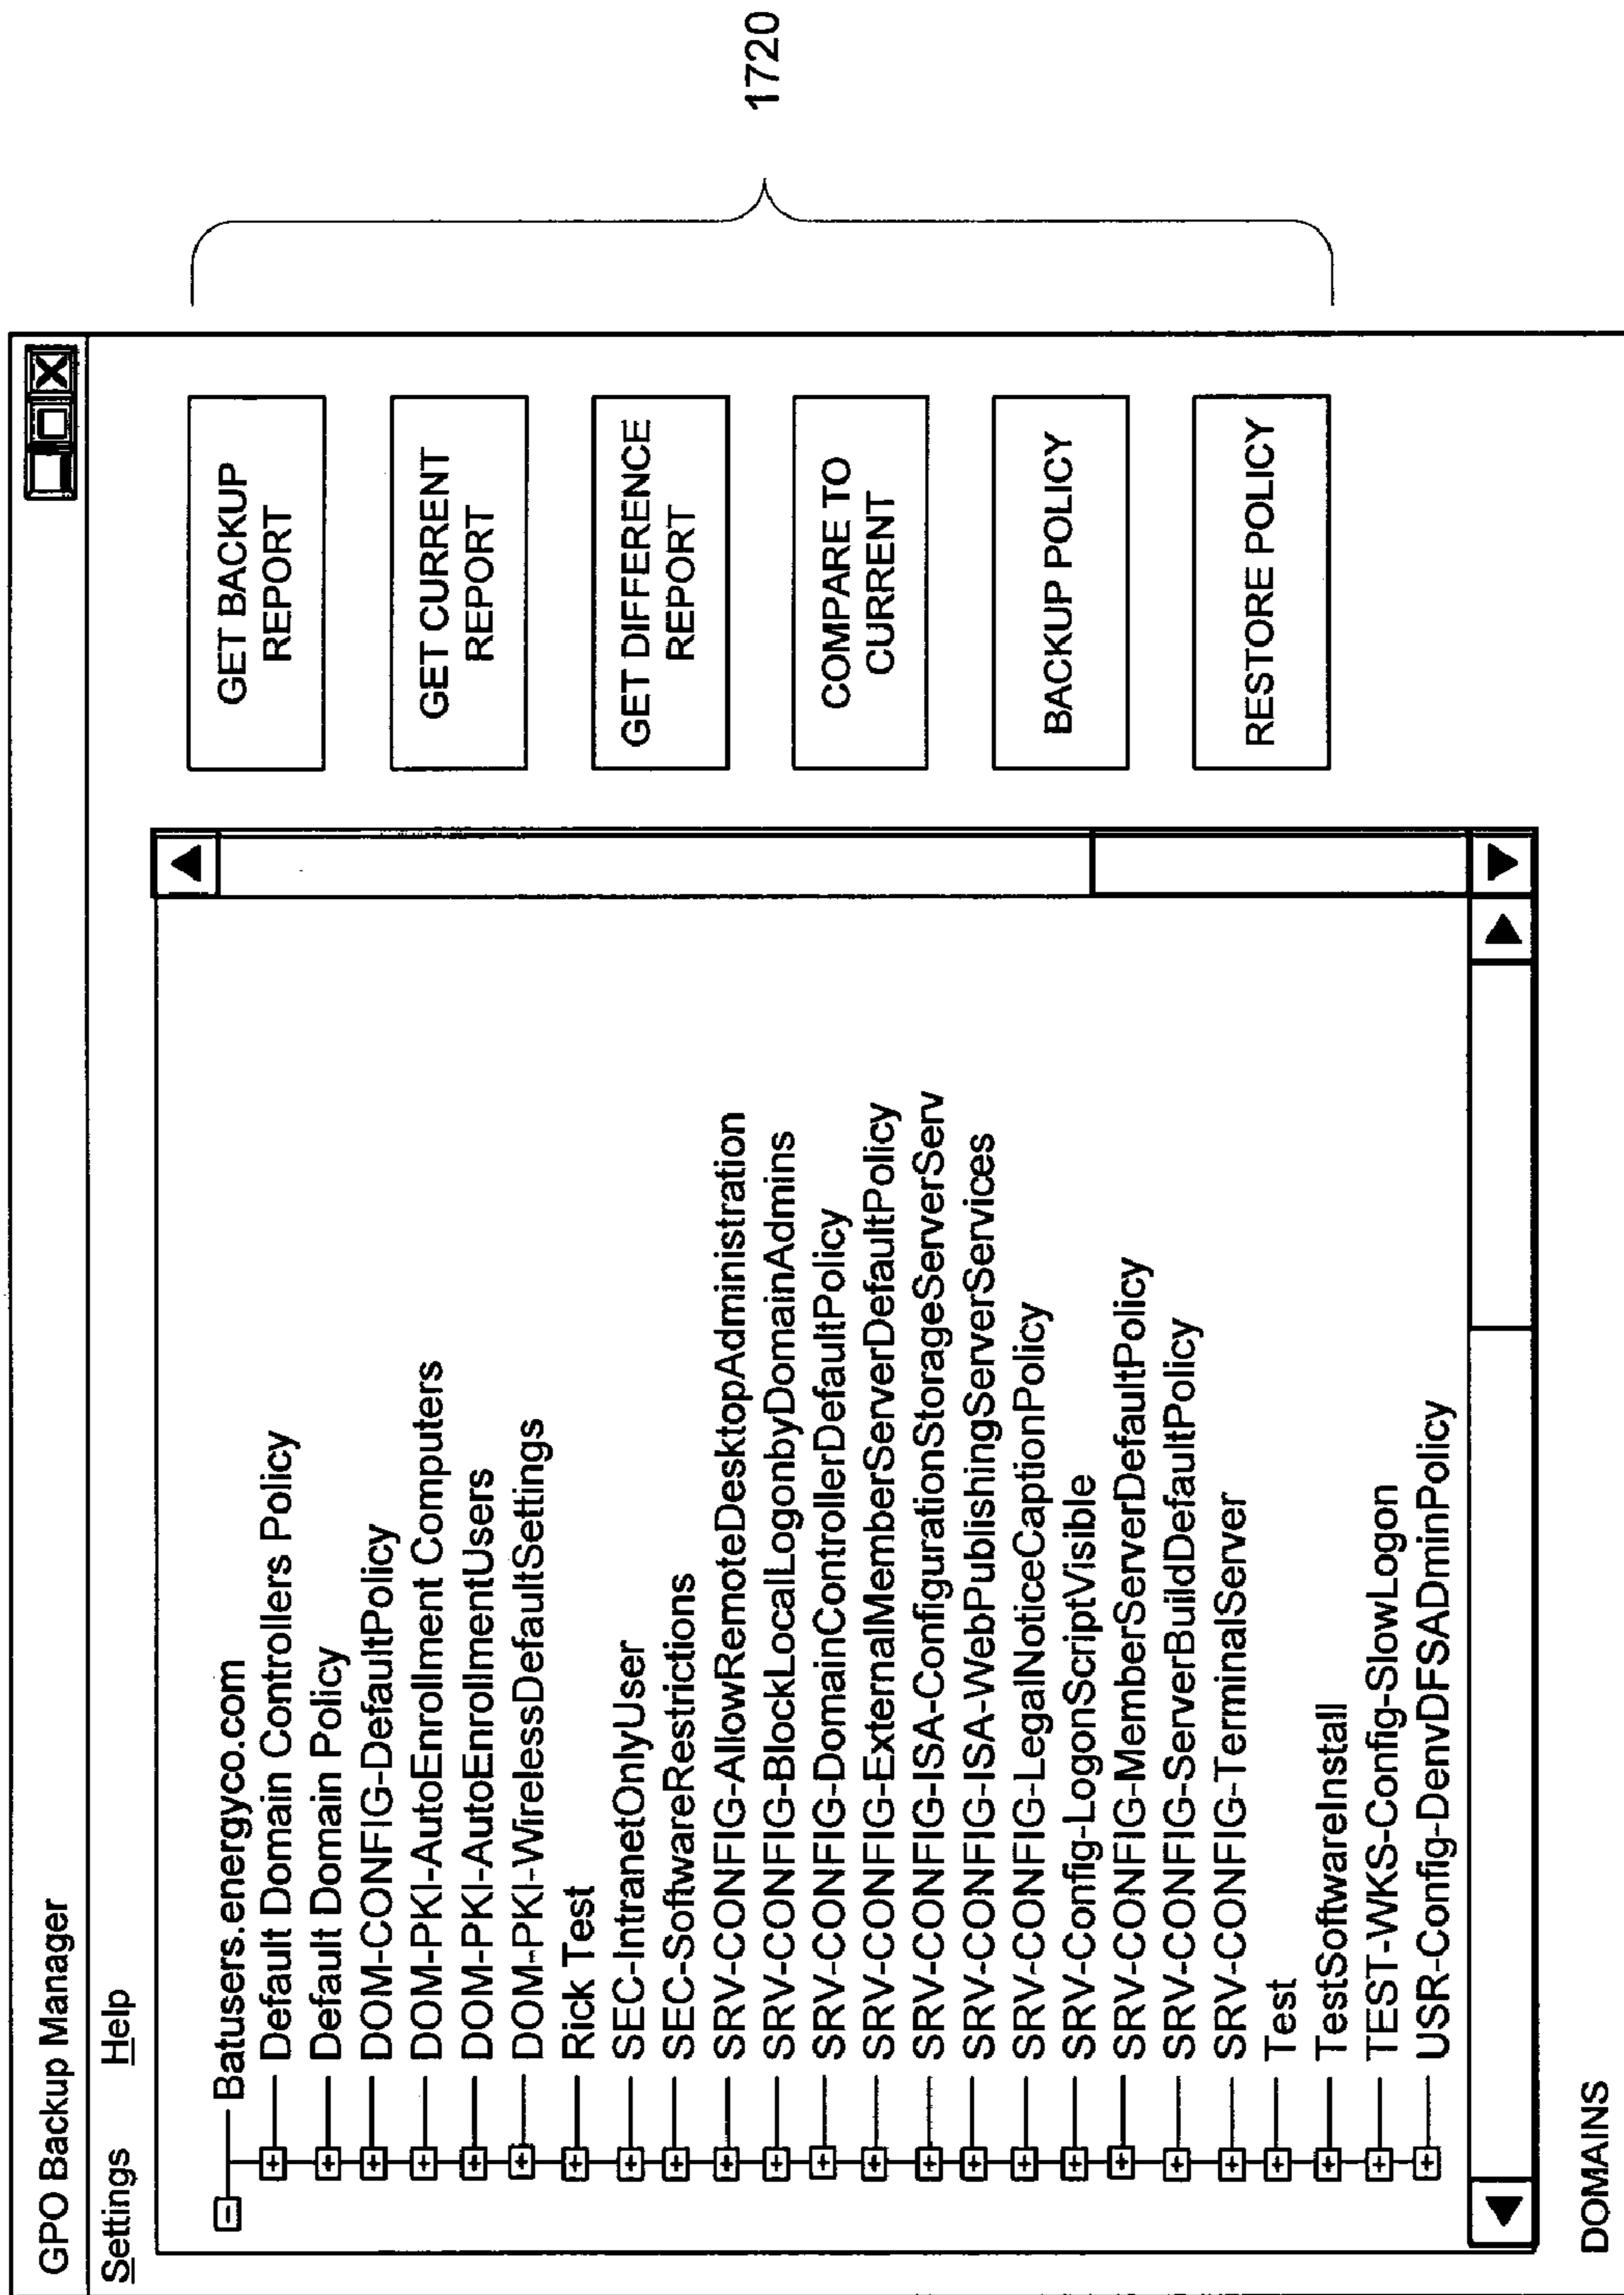 GPO Backup Manager
Settings Help
Batusers.energyco.com
Default Domain Controllers Policy
Default Domain Policy
DOM-CONFIG-DefaultPolicy
DOM-PKI-AutoEnrollment Computers
DOM-PKI-AutoEnrollmentUsers
DOM-PKI-WirelessDefaultSettings
Rick Test
SEC-IntranetOnlyUser
SEC-SoftwareRestrictions
SRV-CONFIG-AllowRemoteDesktopAdministration
SRV-CONFIG-BlockLocalLogonbyDomainAdmins
SRV-CONFIG-DomainControllerDefaultPolicy
SRV-CONFIG-ExternalMemberServerDefaultPolicy
SRV-CONFIG-ISA-ConfigurationStorageServerServ
SRV-CONFIG-ISA-WebPublishingServerServices
SRV-CONFIG-LegalNoticeCaptionPolicy
SRV-Config-LogonScriptVisible
SRV-CONFIG-MemberServerDefaultPolicy
SRV-CONFIG-ServerBuildDefaultPolicy
SRV-CONFIG-TerminalServer
Test
TestSoftwareInstall
TEST-WKS-Config-SlowLogon
USR-Config-DenvDFSADminPolicy
GET BACKUP
REPORT
GET CURRENT
REPORT
GET DIFFERENCE
REPORT
COMPARE TO
CURRENT
BACKUP POLICY
RESTORE POLICY
1720
DOMAINS